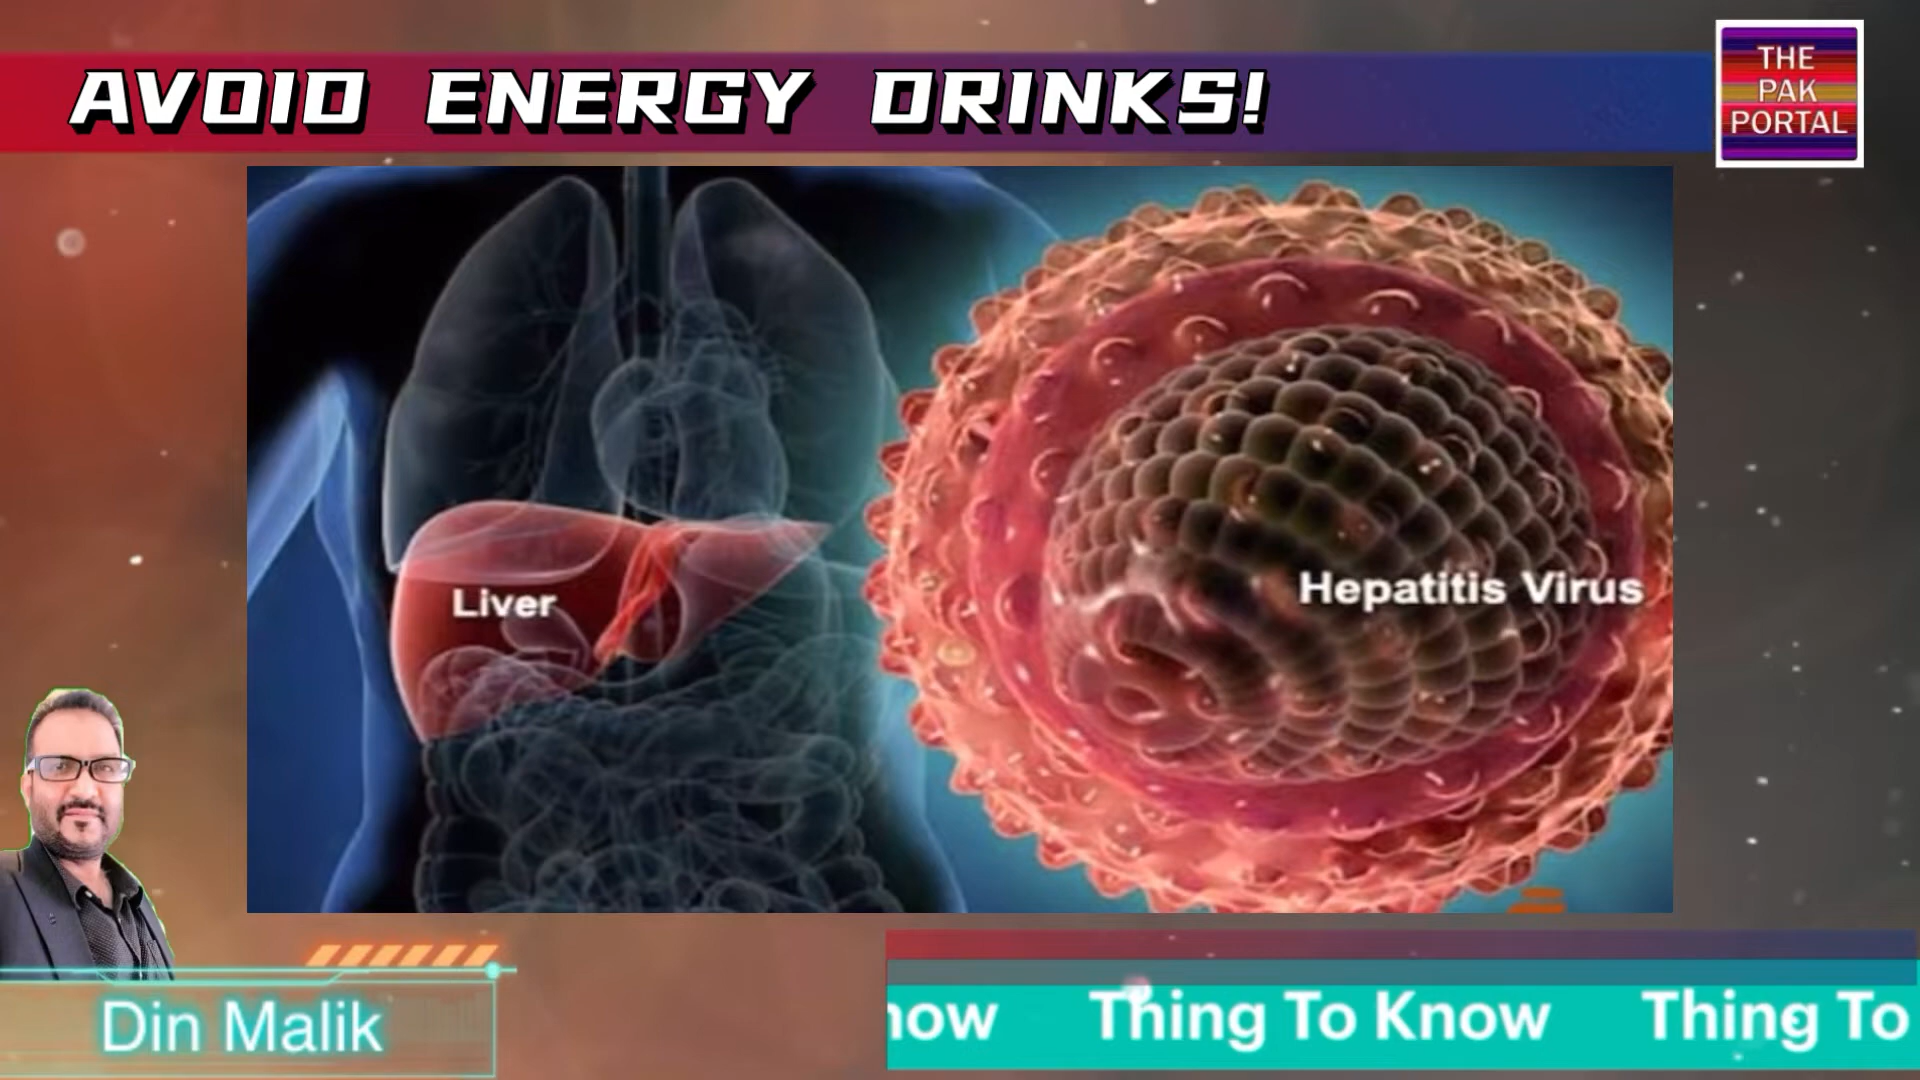 AVOID ENERGY DRINKS!
THE
PAK
PORTAL
Liver
Hepatitis Virus
Din Malik
now Thing To Know Thing To